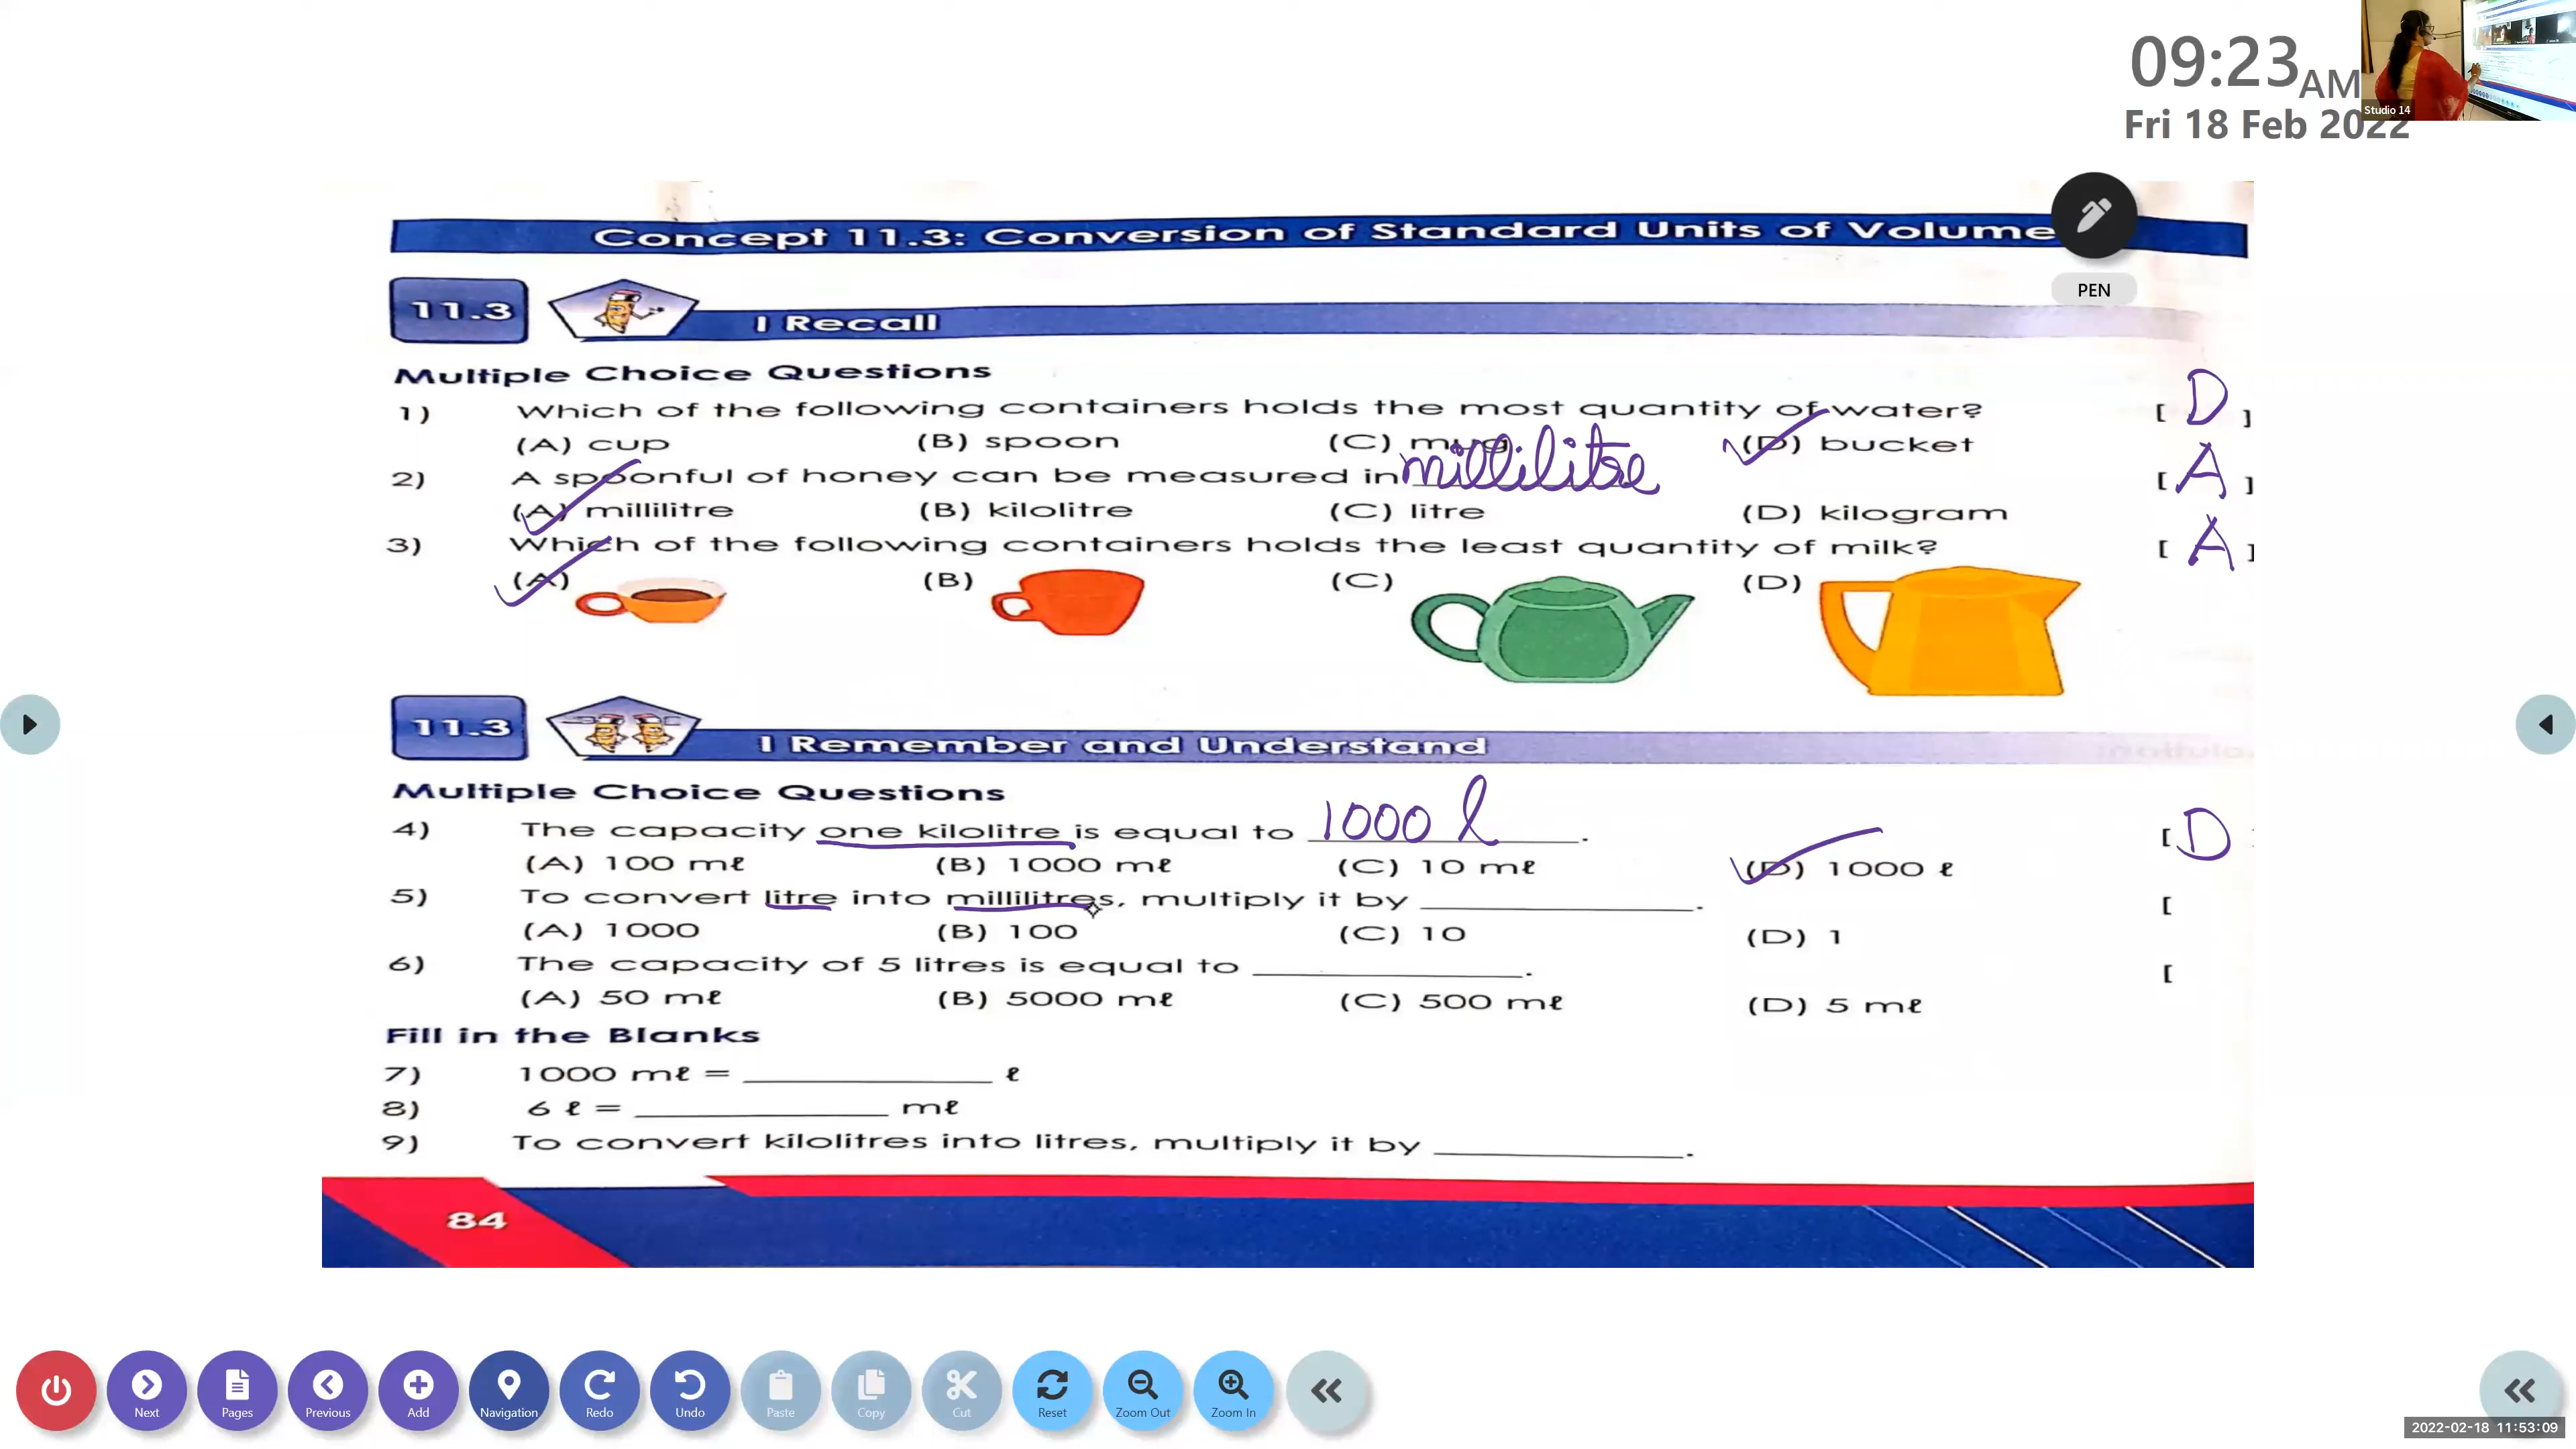 09:23 AM
Fri 18 Feb 2022
Studio 14
Concept 11.3: Conversion of Standard Units of Volume
PEN
11.3 I Recall
Multiple Choice Questions
1) Which of the following containers holds the most quantity of water? [ D ]
(A) cup (B) spoon (C) mug (D) bucket
2) A spoonful of honey can be measured in millilitre [ A ]
(A) millilitre (B) kilolitre (C) litre (D) kilogram
3) Which of the following containers holds the least quantity of milk? [ A ]
(A) (B) (C) (D)
11.3 I Remember and Understand
Multiple Choice Questions
4) The capacity one kilolitre is equal to 1000 l. [ D
(A) 100 mℓ (B) 1000 mℓ (C) 10 mℓ (D) 1000 ℓ
5) To convert litre into millilitres, multiply it by ____________. [
(A) 1000 (B) 100 (C) 10 (D) 1
6) The capacity of 5 litres is equal to ____________. [
(A) 50 mℓ (B) 5000 mℓ (C) 500 mℓ (D) 5 mℓ
Fill in the Blanks
7) 1000 mℓ = ____________ ℓ
8) 6 ℓ = ____________ mℓ
9) To convert kilolitres into litres, multiply it by ____________.
84
Next Pages Previous Add Navigation Redo Undo Paste Copy Cut Reset Zoom Out Zoom In
2022-02-18 11:53:09